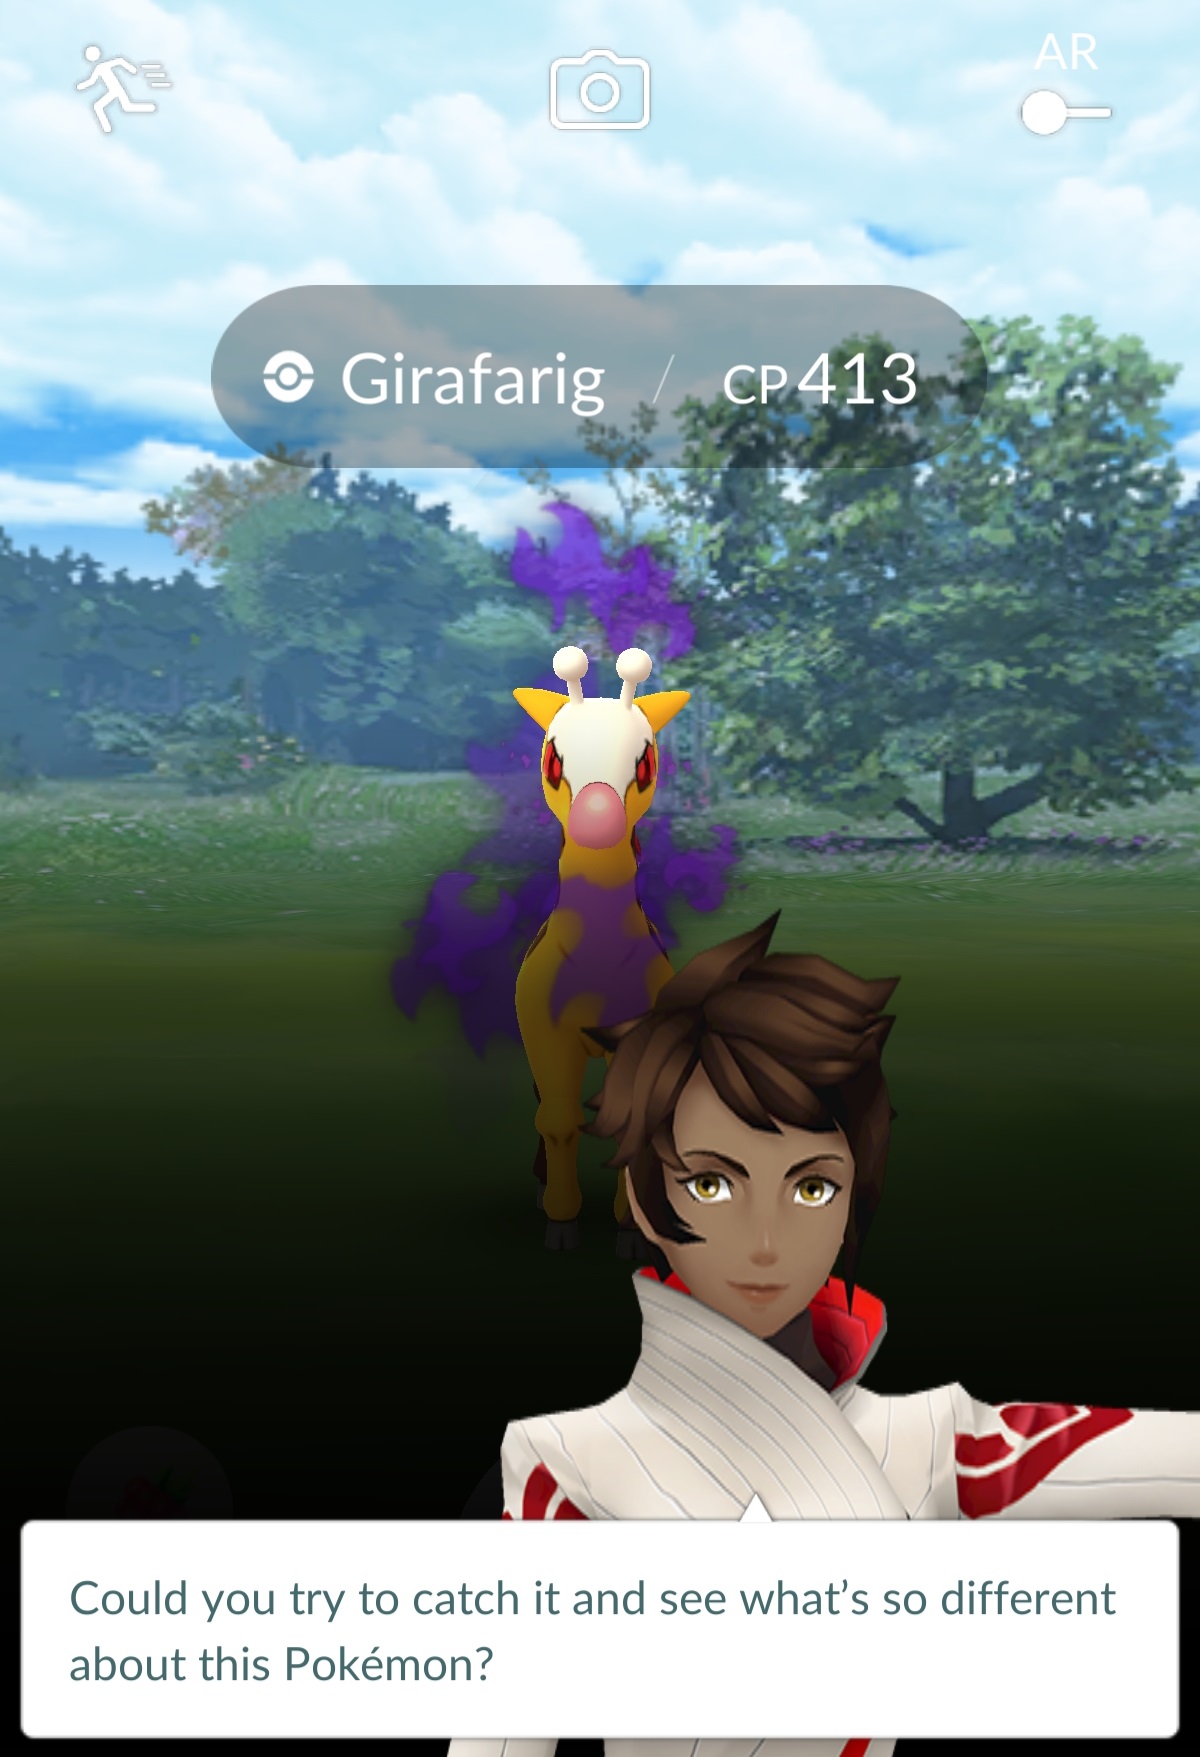 AR
Girafarig / CP413
Could you try to catch it and see what’s so different
about this Pokémon?